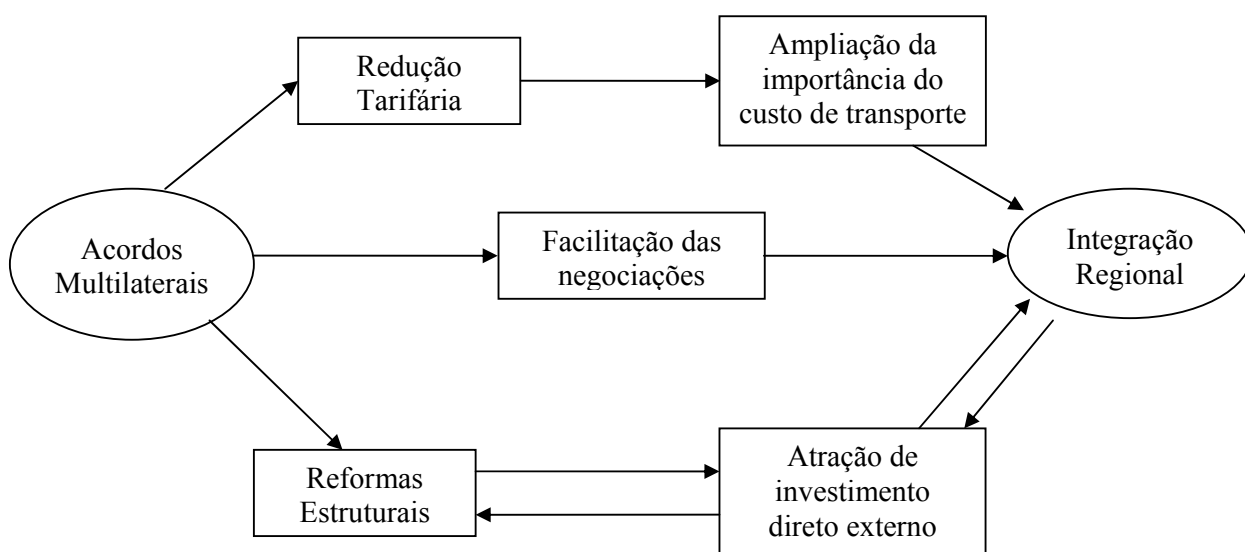 Redução
Tarifária
Ampliação da
importância do
custo de transporte
Acordos
Multilaterais
Facilitação das
negociações
Integração
Regional
Reformas
Estruturais
Atração de
investimento
direto externo